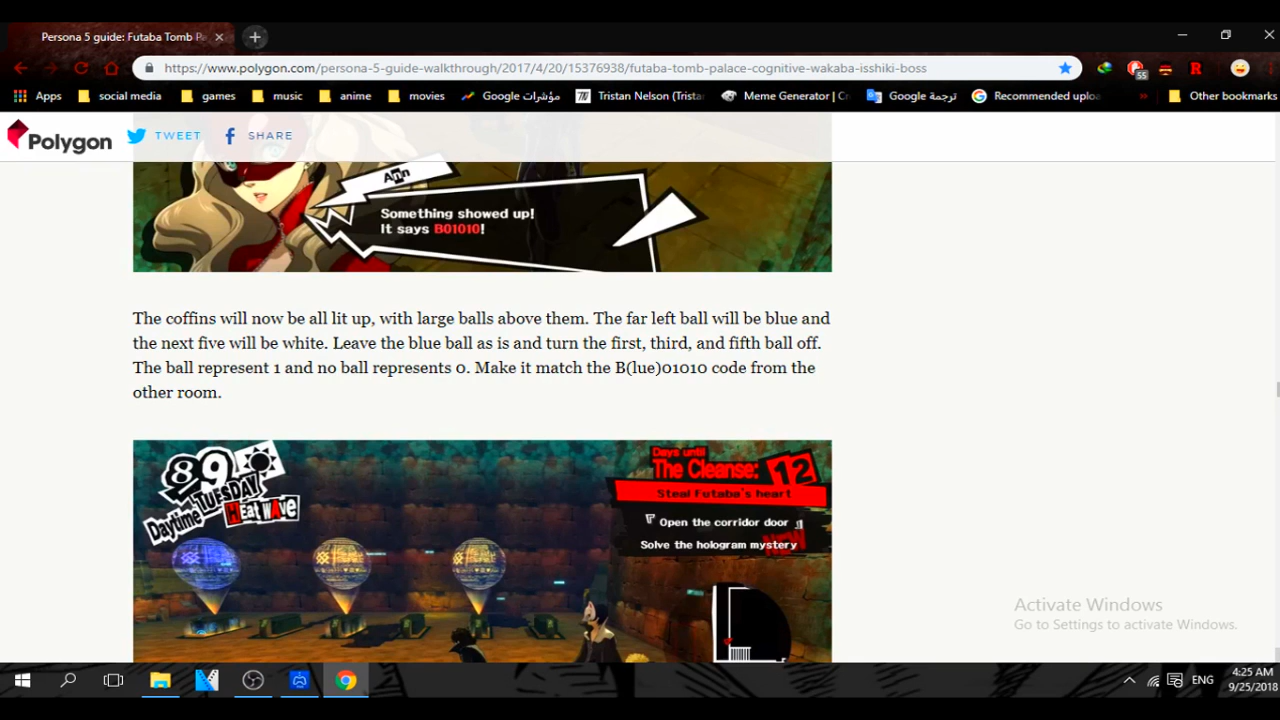 Persona 5 guide: Futaba Tomb Pa
https://www.polygon.com/persona-5-guide-walkthrough/2017/4/20/15376938/futaba-tomb-palace-cognitive-wakaba-isshiki-boss
55
R
Apps social media games music anime movies مؤشرات Google TN Tristan Nelson (Trista Meme Generator | Cr ترجمة Google Recommended uploa Other bookmarks
Polygon TWEET SHARE
Ann
Something showed up!
It says B01010!
The coffins will now be all lit up, with large balls above them. The far left ball will be blue and
the next five will be white. Leave the blue ball as is and turn the first, third, and fifth ball off.
The ball represent 1 and no ball represents 0. Make it match the B(lue)01010 code from the
other room.
8 9
TUESDAY
Daytime Heat Wave
Days until
The Cleanse: 12
Steal Futaba's heart
Open the corridor door
Solve the hologram mystery
NEW
Activate Windows
Go to Settings to activate Windows.
ENG
4:25 AM
9/25/2018